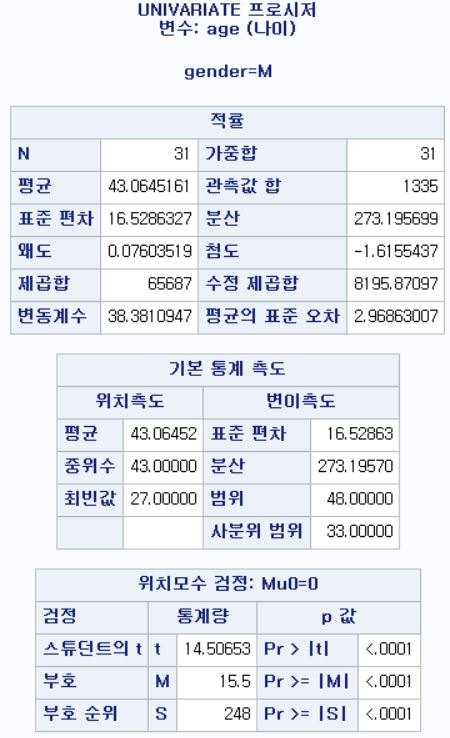 UNIVARIATE 프로시저
변수: age (나이)
gender=M
적률
N 31 가중합 31
평균 43.0645161 관측값 합 1335
표준 편차 16.5286327 분산 273.195699
왜도 0.07603519 첨도 -1.6155437
제곱합 65687 수정 제곱합 8195.87097
변동계수 38.3810947 평균의 표준 오차 2.96863007
기본 통계 측도
위치측도 변이측도
평균 43.06452 표준 편차 16.52863
중위수 43.00000 분산 273.19570
최빈값 27.00000 범위 48.00000
사분위 범위 33.00000
위치모수 검정: Mu0=0
검정 통계량 p 값
스튜던트의 t t 14.50653 Pr > |t| <.0001
부호 M 15.5 Pr >= |M| <.0001
부호 순위 S 248 Pr >= |S| <.0001